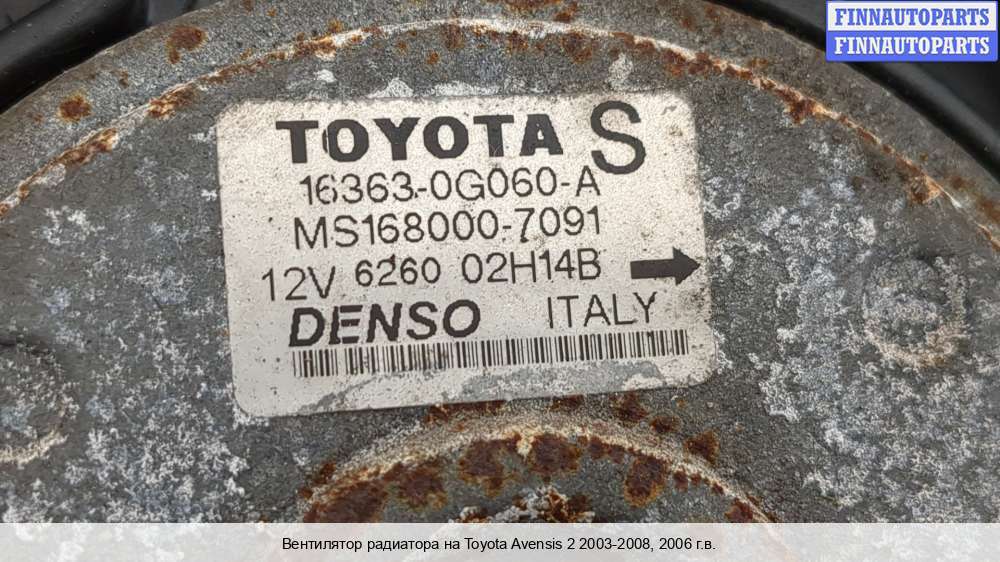 FINNAUTOPARTS
FINNAUTOPARTS
TOYOTA S
16363-0G060-A
MS168000-7091
12V 6260 02H14B
DENSO ITALY
Вентилятор радиатора на Toyota Avensis 2 2003-2008, 2006 г.в.